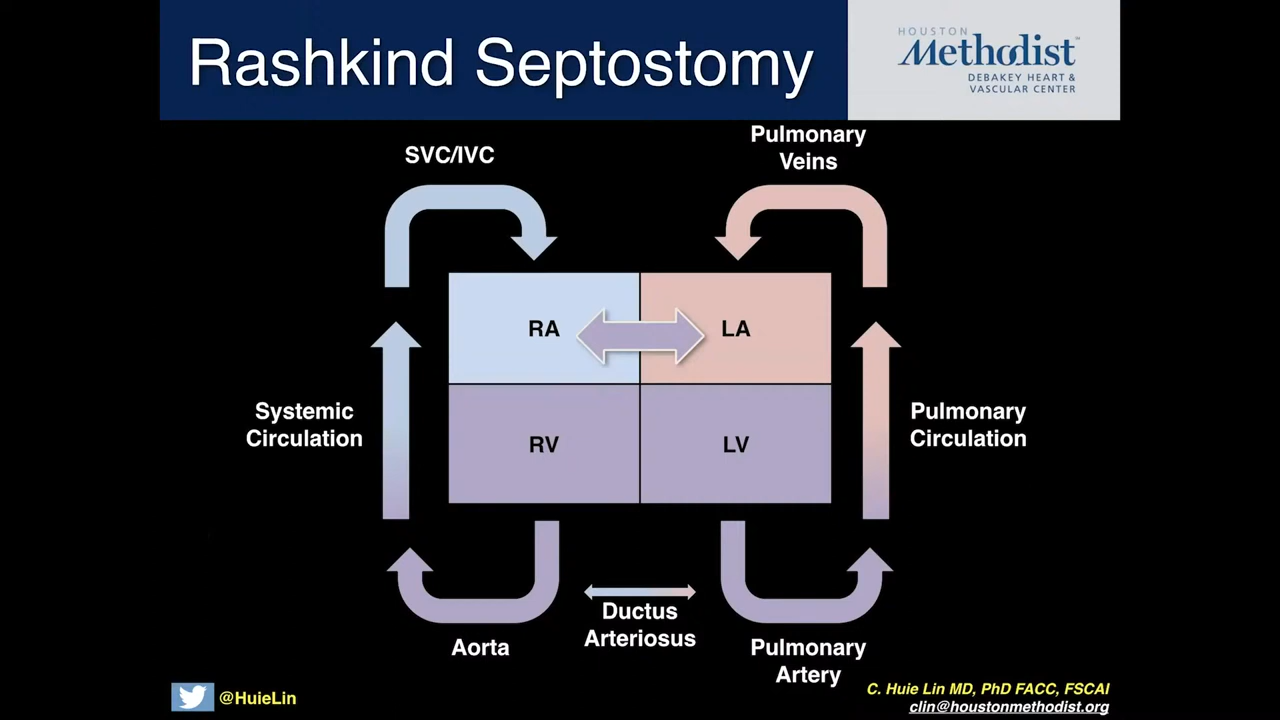 Rashkind Septostomy
HOUSTON
Methodist™
DEBAKEY HEART &
VASCULAR CENTER
SVC/IVC
Pulmonary
Veins
RA
LA
Systemic
Circulation
Pulmonary
Circulation
RV
LV
Ductus
Arteriosus
Aorta
Pulmonary
Artery
@HuieLin
C. Huie Lin MD, PhD FACC, FSCAI
clin@houstonmethodist.org